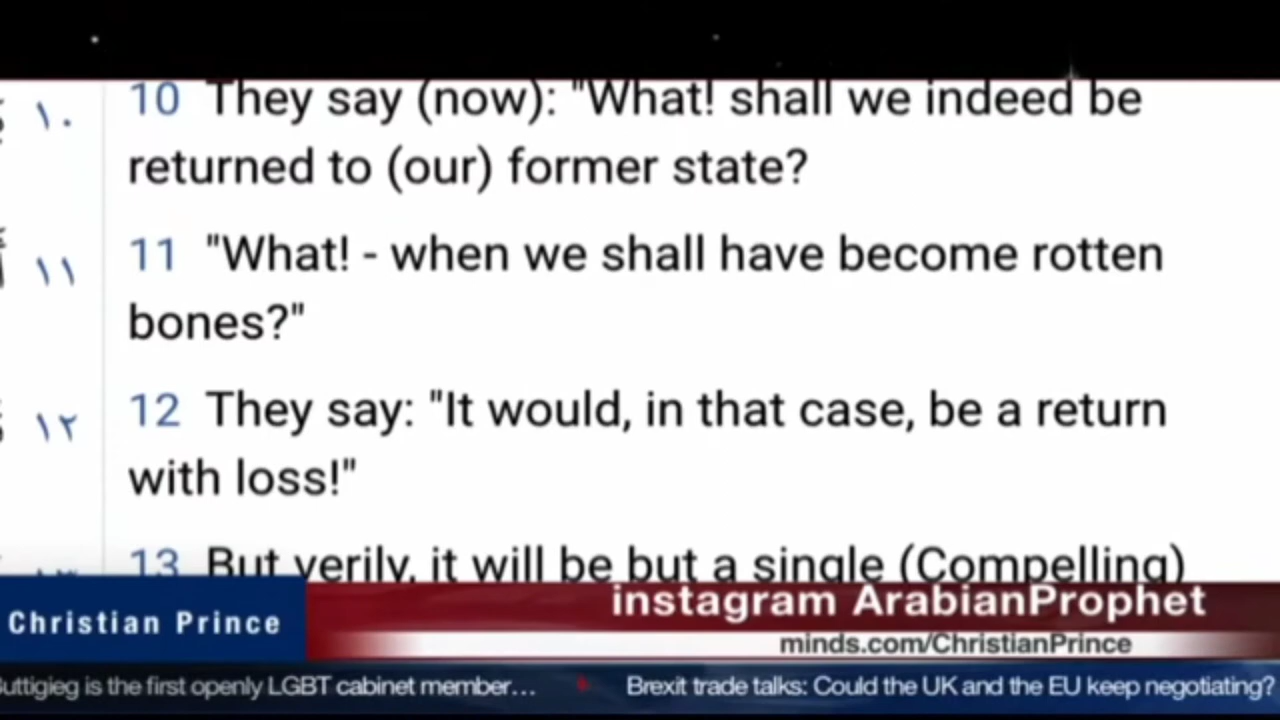 ١٠ 10 They say (now): "What! shall we indeed be
returned to (our) former state?
١١ 11 "What! - when we shall have become rotten
bones?"
١٢ 12 They say: "It would, in that case, be a return
with loss!"
13 But verily, it will be but a single (Compelling)
Christian Prince
instagram ArabianProphet
minds.com/ChristianPrince
Buttigieg is the first openly LGBT cabinet member... Brexit trade talks: Could the UK and the EU keep negotiating?